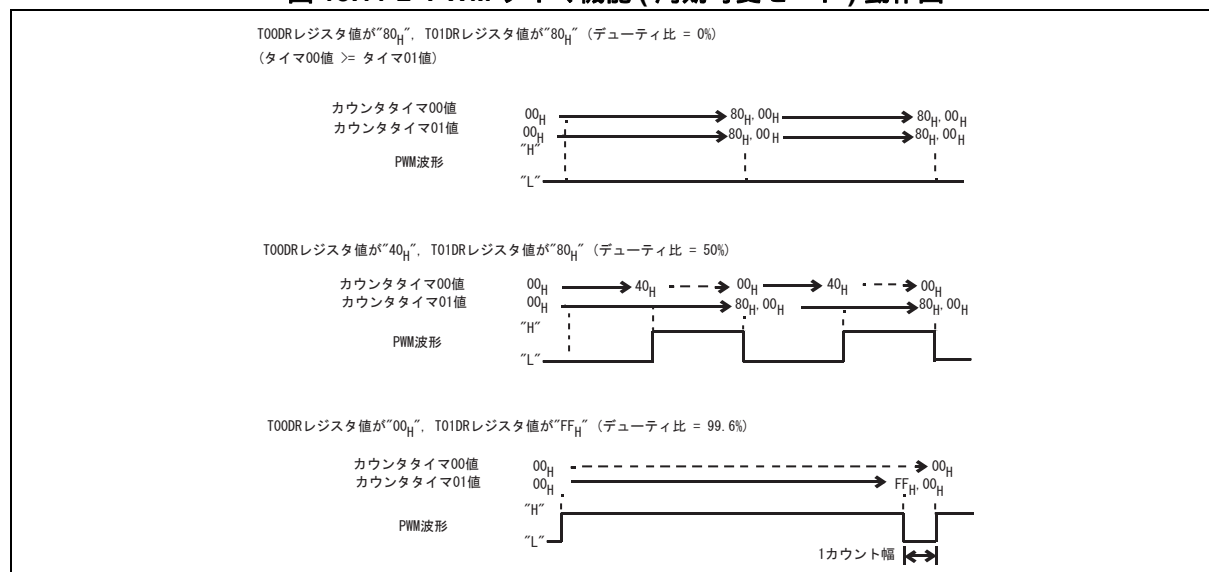 T00DRレジスタ値が"80H", T01DRレジスタ値が"80H" (デューティ比 = 0%)
(タイマ00値 >= タイマ01値)
カウンタタイマ00値 00H 80H, 00H 80H, 00H
カウンタタイマ01値 00H 80H, 00H 80H, 00H
"H"
PWM波形
"L"
T00DRレジスタ値が"40H", T01DRレジスタ値が"80H" (デューティ比 = 50%)
カウンタタイマ00値 00H 40H 00H 40H 00H
カウンタタイマ01値 00H 80H, 00H 80H, 00H
"H"
PWM波形
"L"
T00DRレジスタ値が"00H", T01DRレジスタ値が"FFH" (デューティ比 = 99.6%)
カウンタタイマ00値 00H 00H
カウンタタイマ01値 00H FFH, 00H
"H"
PWM波形
"L"
1カウント幅